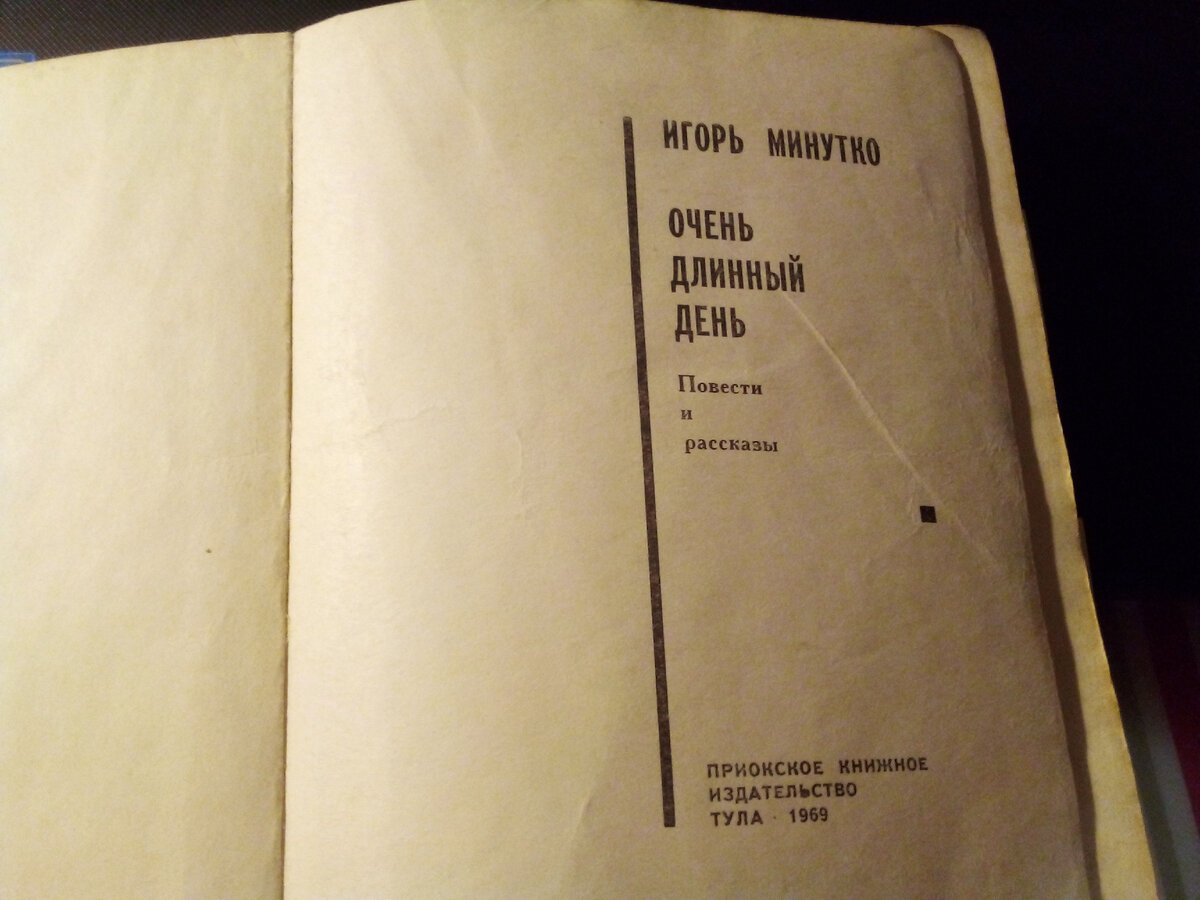 ИГОРЬ МИНУТКО
ОЧЕНЬ
ДЛИННЫЙ
ДЕНЬ
Повести
и
рассказы
ПРИОКСКОЕ КНИЖНОЕ
ИЗДАТЕЛЬСТВО
ТУЛА · 1969